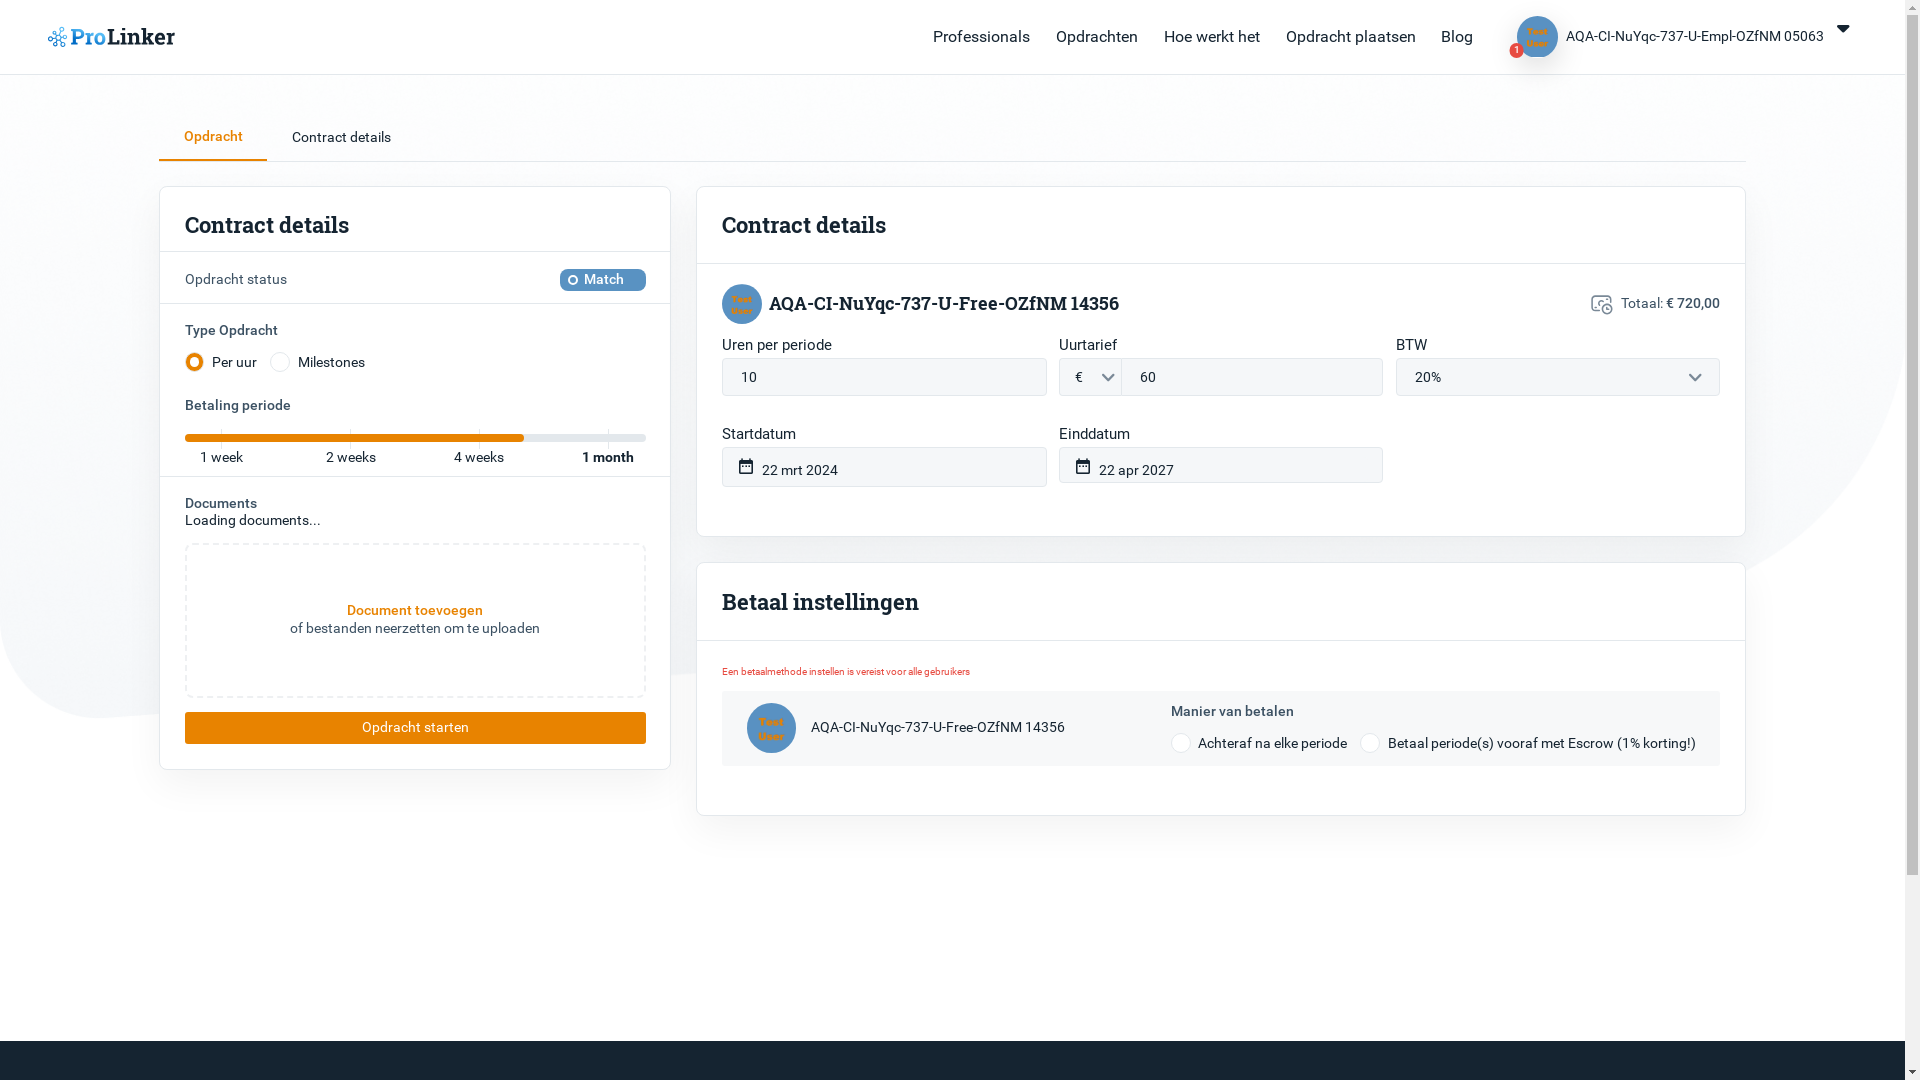 ProLinker
Professionals
Opdrachten
Hoe werkt het
Opdracht plaatsen
Blog
Test
User
1
AQA-CI-NuYqc-737-U-Empl-OZfNM 05063
Opdracht
Contract details
Contract details
Opdracht status
Match
Type Opdracht
Per uur
Milestones
Betaling periode
1 week
2 weeks
4 weeks
1 month
Documents
Loading documents...
Document toevoegen
of bestanden neerzetten om te uploaden
Opdracht starten
Contract details
Test
User
AQA-CI-NuYqc-737-U-Free-OZfNM 14356
Totaal: € 720,00
Uren per periode
Uurtarief
BTW
10
€
60
20%
Startdatum
Einddatum
22 mrt 2024
22 apr 2027
Betaal instellingen
Een betaalmethode instellen is vereist voor alle gebruikers
Test
User
AQA-CI-NuYqc-737-U-Free-OZfNM 14356
Manier van betalen
Achteraf na elke periode
Betaal periode(s) vooraf met Escrow (1% korting!)